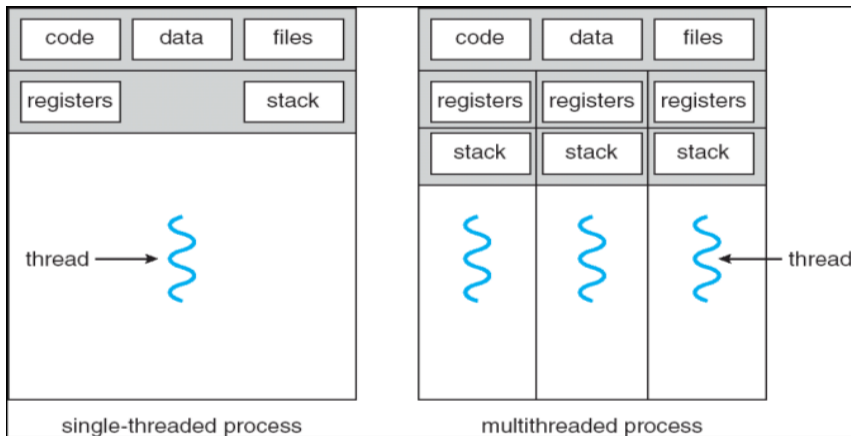 code data files code data files
registers stack registers registers registers
stack stack stack
thread thread
single-threaded process multithreaded process